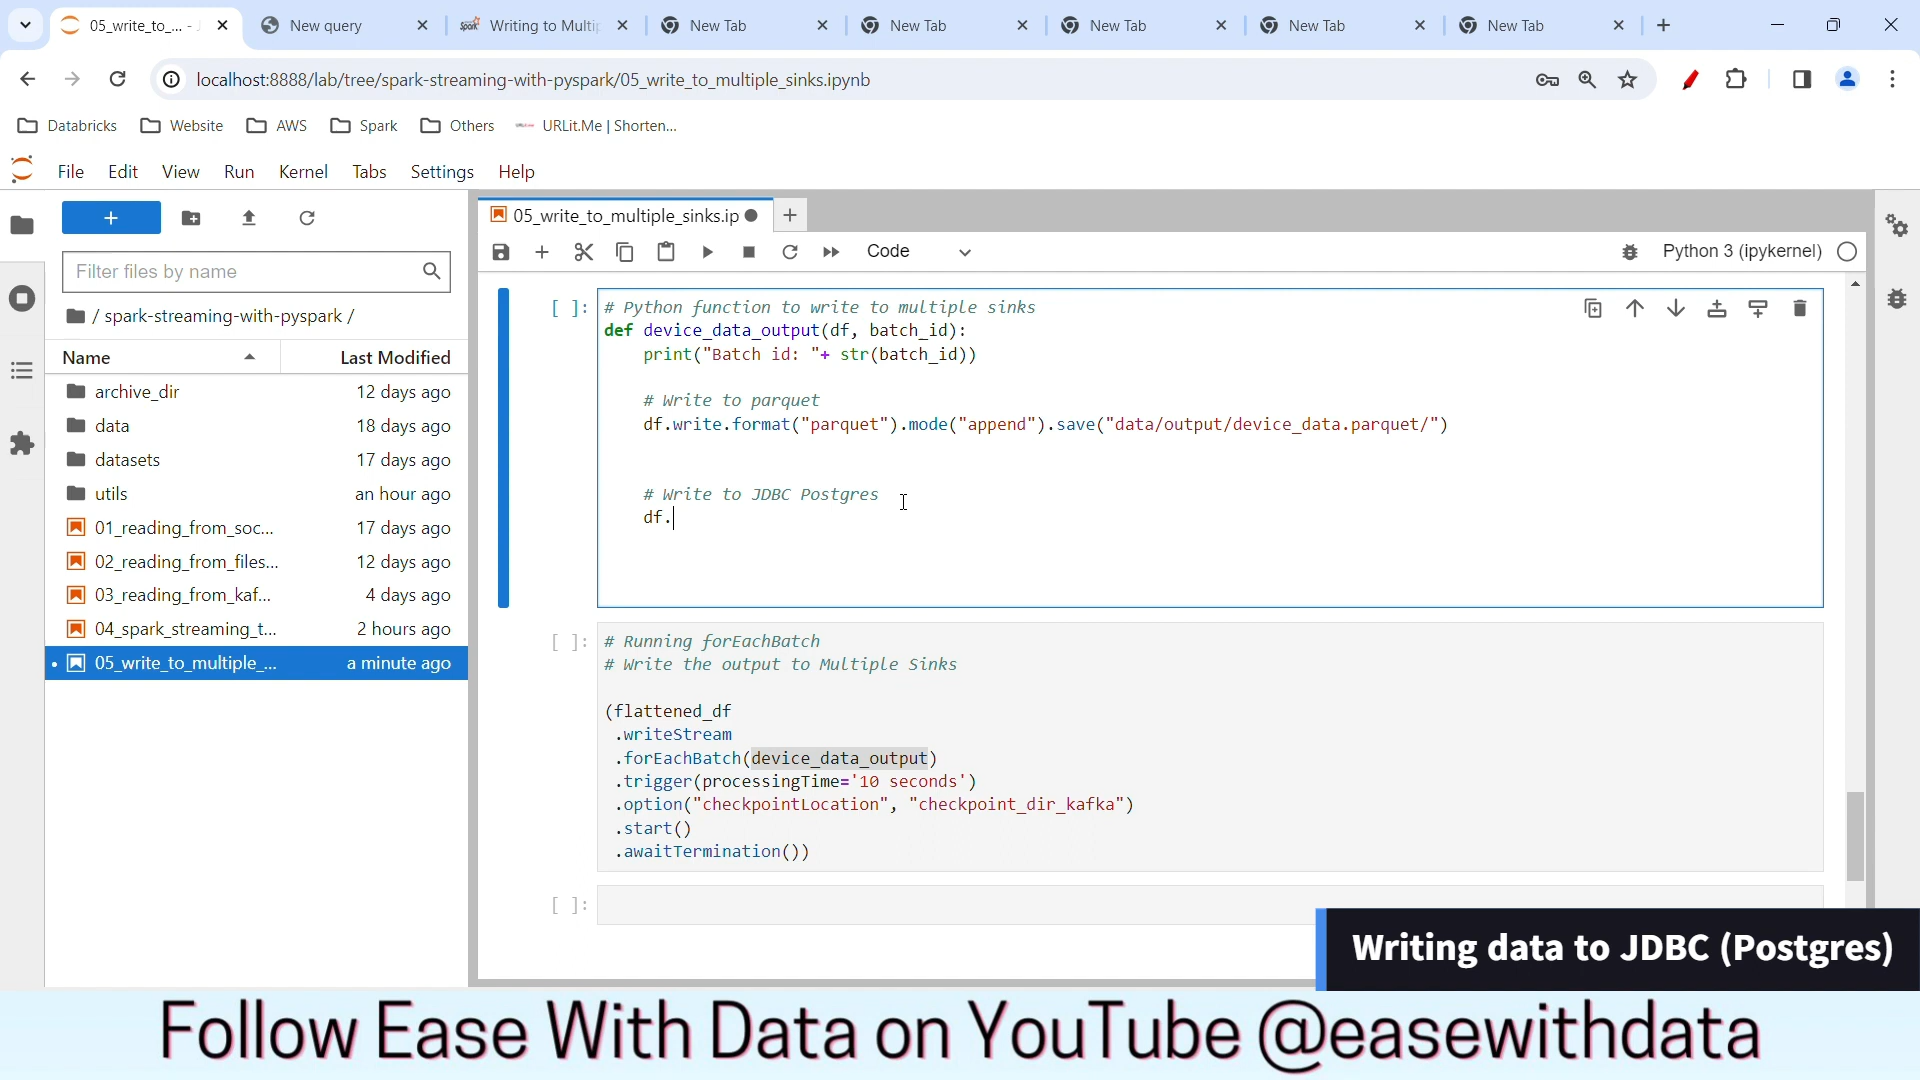 05_write_to_... - J
New query
Writing to Multip
New Tab
New Tab
New Tab
New Tab
New Tab
localhost:8888/lab/tree/spark-streaming-with-pyspark/05_write_to_multiple_sinks.ipynb
Databricks
Website
AWS
Spark
Others
URLit.Me | Shorten...
File Edit View Run Kernel Tabs Settings Help
05_write_to_multiple_sinks.ip
Code
Python 3 (ipykernel)
Filter files by name
/ spark-streaming-with-pyspark /
Name Last Modified
archive_dir 12 days ago
data 18 days ago
datasets 17 days ago
utils an hour ago
01_reading_from_soc... 17 days ago
02_reading_from_files... 12 days ago
03_reading_from_kaf... 4 days ago
04_spark_streaming_t... 2 hours ago
05_write_to_multiple_... a minute ago
[ ]: # Python function to write to multiple sinks
def device_data_output(df, batch_id):
print("Batch id: "+ str(batch_id))
# Write to parquet
df.write.format("parquet").mode("append").save("data/output/device_data.parquet/")
# Write to JDBC Postgres
df.
[ ]: # Running forEachBatch
# Write the output to Multiple Sinks
(flattened_df
.writeStream
.forEachBatch(device_data_output)
.trigger(processingTime='10 seconds')
.option("checkpointLocation", "checkpoint_dir_kafka")
.start()
.awaitTermination())
[ ]:
Writing data to JDBC (Postgres)
Follow Ease With Data on YouTube @easewithdata